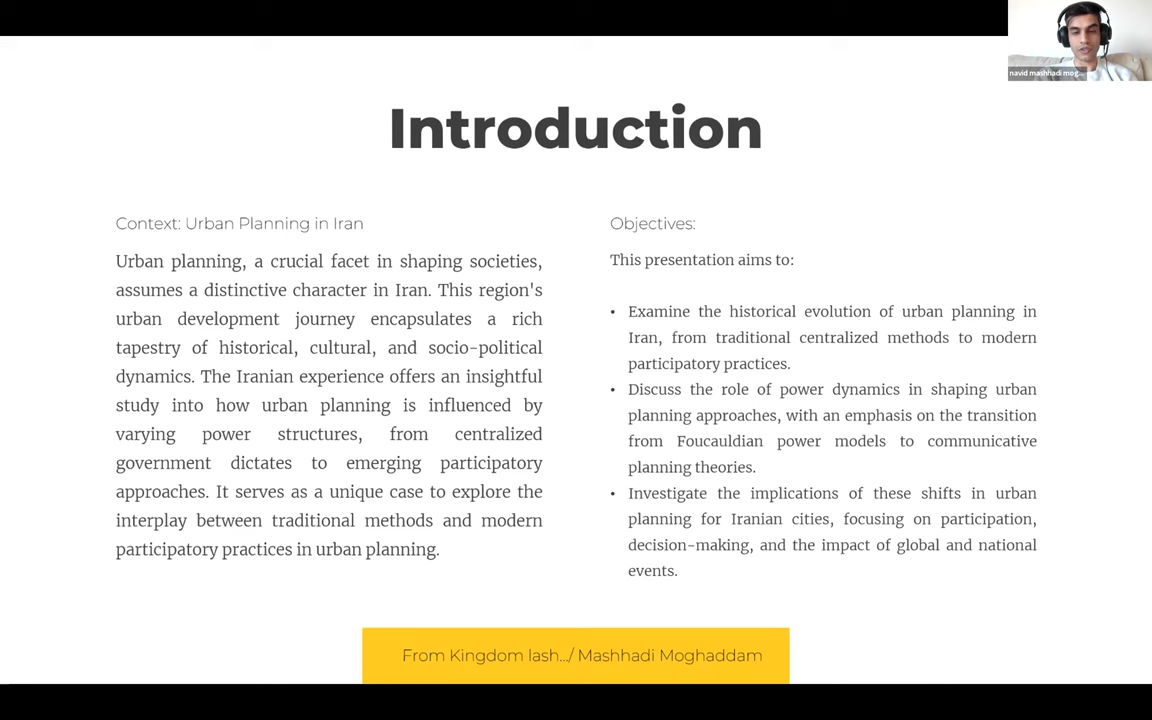 navid mashhadi mog...
Introduction
Context: Urban Planning in Iran
Urban planning, a crucial facet in shaping societies,
assumes a distinctive character in Iran. This region's
urban development journey encapsulates a rich
tapestry of historical, cultural, and socio-political
dynamics. The Iranian experience offers an insightful
study into how urban planning is influenced by
varying power structures, from centralized
government dictates to emerging participatory
approaches. It serves as a unique case to explore the
interplay between traditional methods and modern
participatory practices in urban planning.
Objectives:
This presentation aims to:
• Examine the historical evolution of urban planning in
Iran, from traditional centralized methods to modern
participatory practices.
• Discuss the role of power dynamics in shaping urban
planning approaches, with an emphasis on the transition
from Foucauldian power models to communicative
planning theories.
• Investigate the implications of these shifts in urban
planning for Iranian cities, focusing on participation,
decision-making, and the impact of global and national
events.
From Kingdom lash.../ Mashhadi Moghaddam